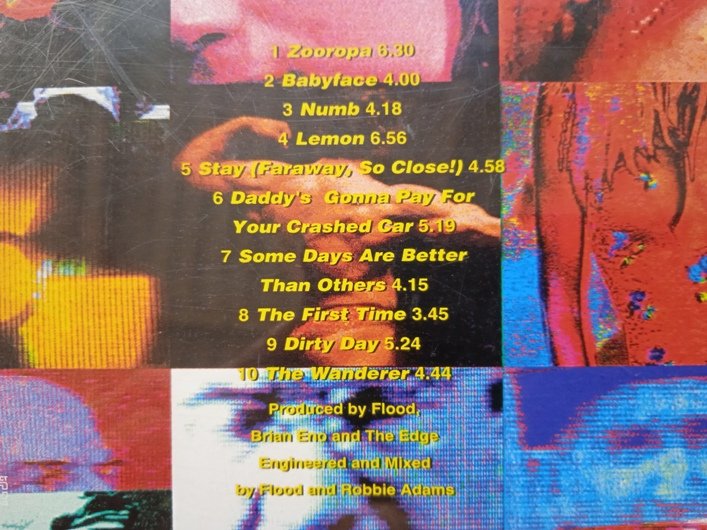 1 Zooropa 6.30
2 Babyface 4.00
3 Numb 4.18
4 Lemon 6.56
5 Stay (Faraway, So Close!) 4.58
6 Daddy's Gonna Pay For
Your Crashed Car 5.19
7 Some Days Are Better
Than Others 4.15
8 The First Time 3.45
9 Dirty Day 5.24
10 The Wanderer 4.44
Produced by Flood,
Brian Eno and The Edge
Engineered and Mixed
by Flood and Robbie Adams